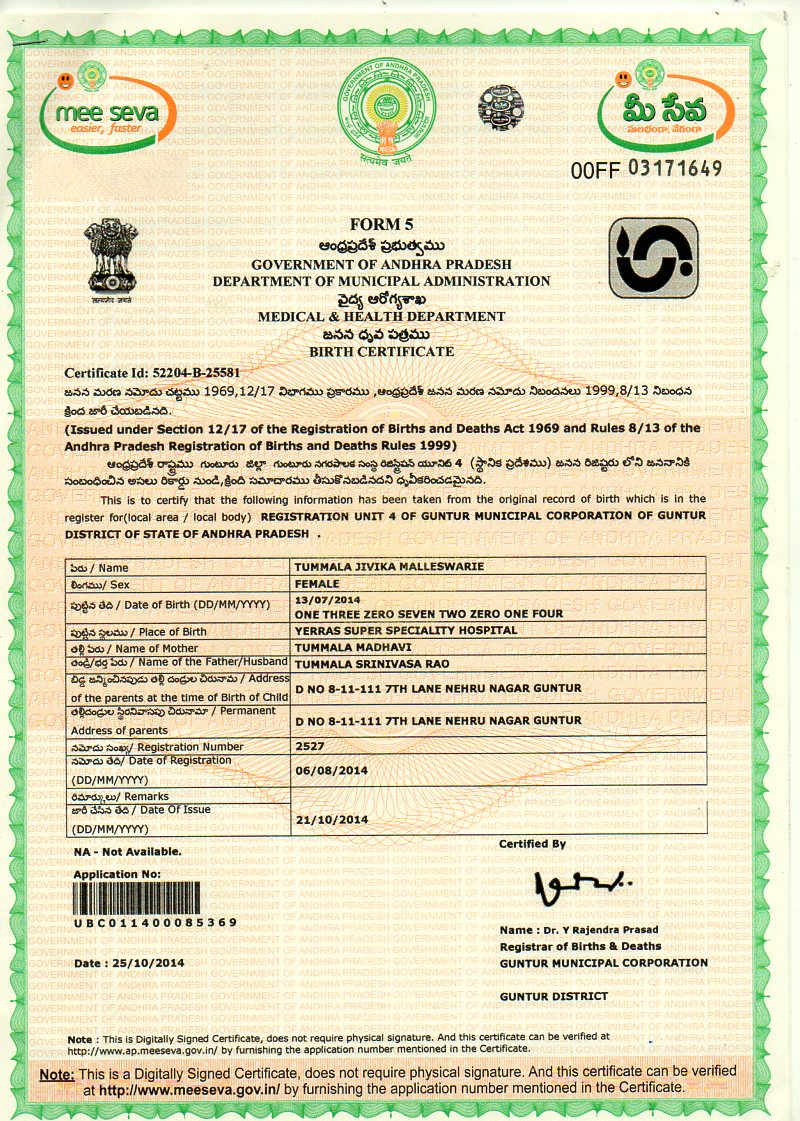 mee seva
easier, faster
GOVERNMENT OF ANDHRA PRADESH
सत्यमेव जयते
మీ సేవ
సులభంగా, వేగంగా
00FF 03171649
सत्यमेव जयते
FORM 5
ఆంధ్రప్రదేశ్ ప్రభుత్వము
GOVERNMENT OF ANDHRA PRADESH
DEPARTMENT OF MUNICIPAL ADMINISTRATION
వైద్య ఆరోగ్యశాఖ
MEDICAL & HEALTH DEPARTMENT
జనన ధృవ పత్రము
BIRTH CERTIFICATE
Certificate Id: 52204-B-25581
జనన మరణ నమోదు చట్టము 1969,12/17 విభాగము ప్రకారము ,ఆంధ్రప్రదేశ్ జనన మరణ నమోదు నిబందనలు 1999,8/13 నిబంధన
క్రింద జారీ చేయబడినది.
(Issued under Section 12/17 of the Registration of Births and Deaths Act 1969 and Rules 8/13 of the
Andhra Pradesh Registration of Births and Deaths Rules 1999)
ఆంధ్రప్రదేశ్ రాష్ట్రము గుంటూరు జిల్లా గుంటూరు నగరపాలక సంస్థ రిజిస్ట్రేషన్ యూనిట్ 4 (స్థానిక ప్రదేశము) జనన రిజిష్టరు లోని జననానికి
సంబంధించిన అసలు రికార్డు నుండి,క్రింది సమాచారము తీసుకొనబడినదని ధృవీకరించడమైనది.
This is to certify that the following information has been taken from the original record of birth which is in the
register for(local area / local body) REGISTRATION UNIT 4 OF GUNTUR MUNICIPAL CORPORATION OF GUNTUR
DISTRICT OF STATE OF ANDHRA PRADESH .
పేరు / Name TUMMALA JIVIKA MALLESWARIE
లింగము/ Sex FEMALE
పుట్టిన తేది / Date of Birth (DD/MM/YYYY) 13/07/2014
ONE THREE ZERO SEVEN TWO ZERO ONE FOUR
పుట్టిన స్థలము / Place of Birth YERRAS SUPER SPECIALITY HOSPITAL
తల్లి పేరు / Name of Mother TUMMALA MADHAVI
తండ్రి/భర్త పేరు / Name of the Father/Husband TUMMALA SRINIVASA RAO
బిడ్డ జన్మించినపుడు తల్లి దండ్రుల చిరునామ / Address
of the parents at the time of Birth of Child D NO 8-11-111 7TH LANE NEHRU NAGAR GUNTUR
తల్లిదండ్రుల స్థిరనివాసపు చిరునామా / Permanent
Address of parents D NO 8-11-111 7TH LANE NEHRU NAGAR GUNTUR
నమోదు సంఖ్య/ Registration Number 2527
నమోదు తేది/ Date of Registration
(DD/MM/YYYY) 06/08/2014
రిమార్కులు/ Remarks
జారీ చేసిన తేది / Date Of Issue
(DD/MM/YYYY) 21/10/2014
NA - Not Available.
Certified By
Application No:
UBC011400085369
Name : Dr. Y Rajendra Prasad
Registrar of Births & Deaths
Date : 25/10/2014
GUNTUR MUNICIPAL CORPORATION
GUNTUR DISTRICT
Note : This is Digitally Signed Certificate, does not require physical signature. And this certificate can be verified at
http://www.ap.meeseva.gov.in/ by furnishing the application number mentioned in the Certificate.
Note: This is a Digitally Signed Certificate, does not require physical signature. And this certificate can be verified
at http://www.meeseva.gov.in/ by furnishing the application number mentioned in the Certificate.